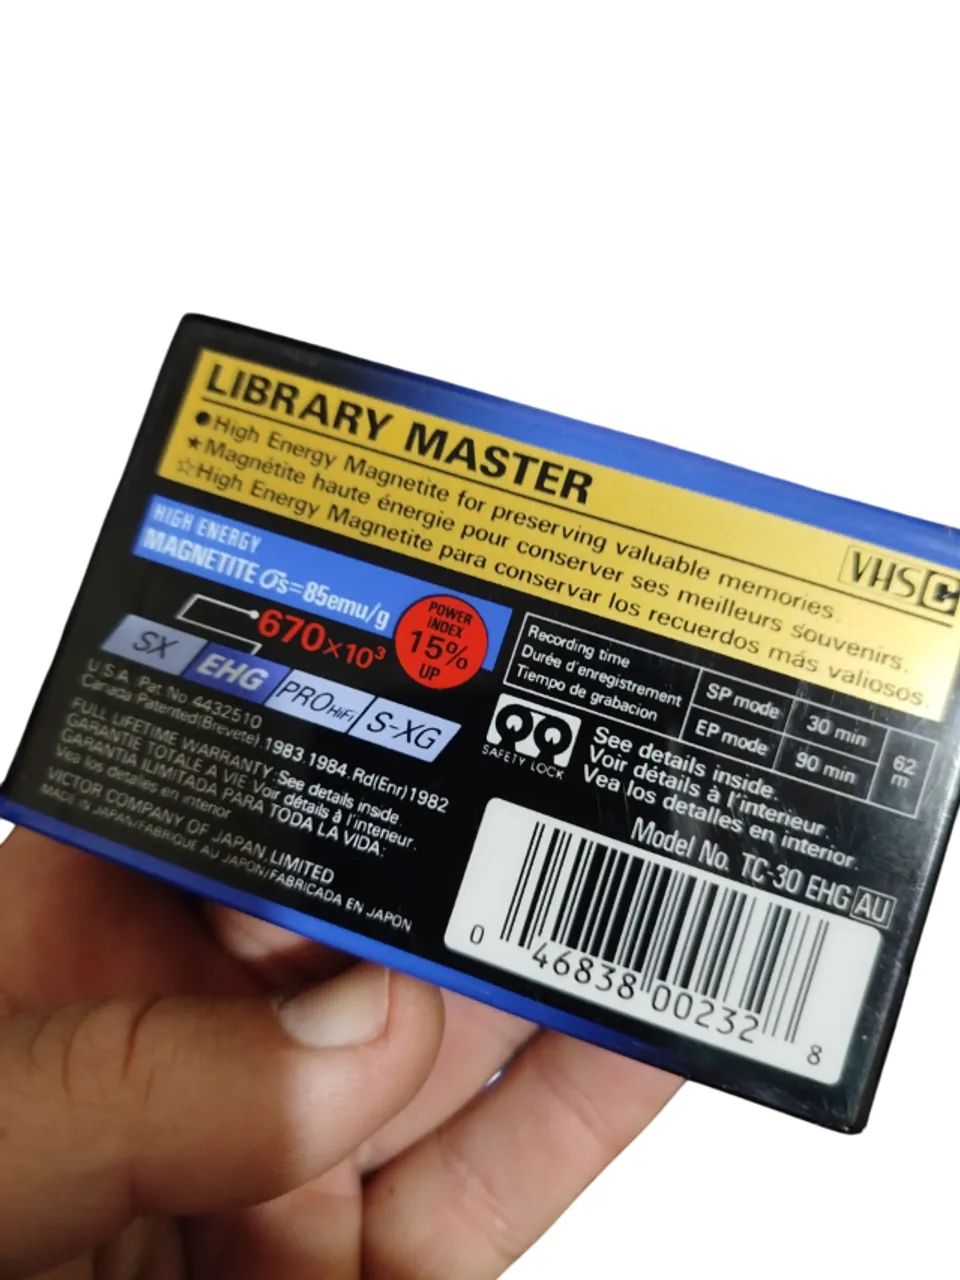 LIBRARY MASTER
●High Energy Magnetite for preserving valuable memories.
★Magnétite haute énergie pour conserver ses meilleurs souvenirs.
☆High Energy Magnetite para conservar los recuerdos más valiosos.
VHS C
HIGH ENERGY
MAGNETITE σs=85emu/g
POWER
INDEX
15%
UP
670×10³
SX EHG PRO HiFi S-XG
Recording time
Durée d'enregistrement
Tiempo de grabacion
SP mode 30 min
EP mode 90 min
62
m
SAFETY LOCK
See details inside.
Voir détails à l'interieur.
Vea los detalles en interior.
U.S.A. Pat. No. 4432510
Canada:Patented(Brevete).1983.1984.Rd(Enr)1982
FULL LIFETIME WARRANTY:See details inside.
GARANTIE TOTALE A VIE:Voir détails à l'interieur.
GARANTIA ILIMITADA PARA TODA LA VIDA:
Vea los detalles en interior
VICTOR COMPANY OF JAPAN, LIMITED
MADE IN JAPAN/FABRIQUE AU JAPON/FABRICADA EN JAPON
Model No. TC-30 EHG AU
0 46838 00232 8